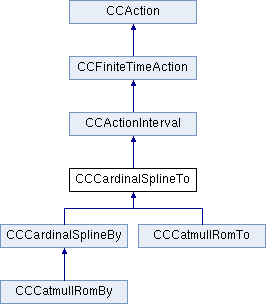 CCAction
CCFiniteTimeAction
CCActionInterval
CCCardinalSplineTo
CCCardinalSplineBy
CCCatmullRomTo
CCCatmullRomBy